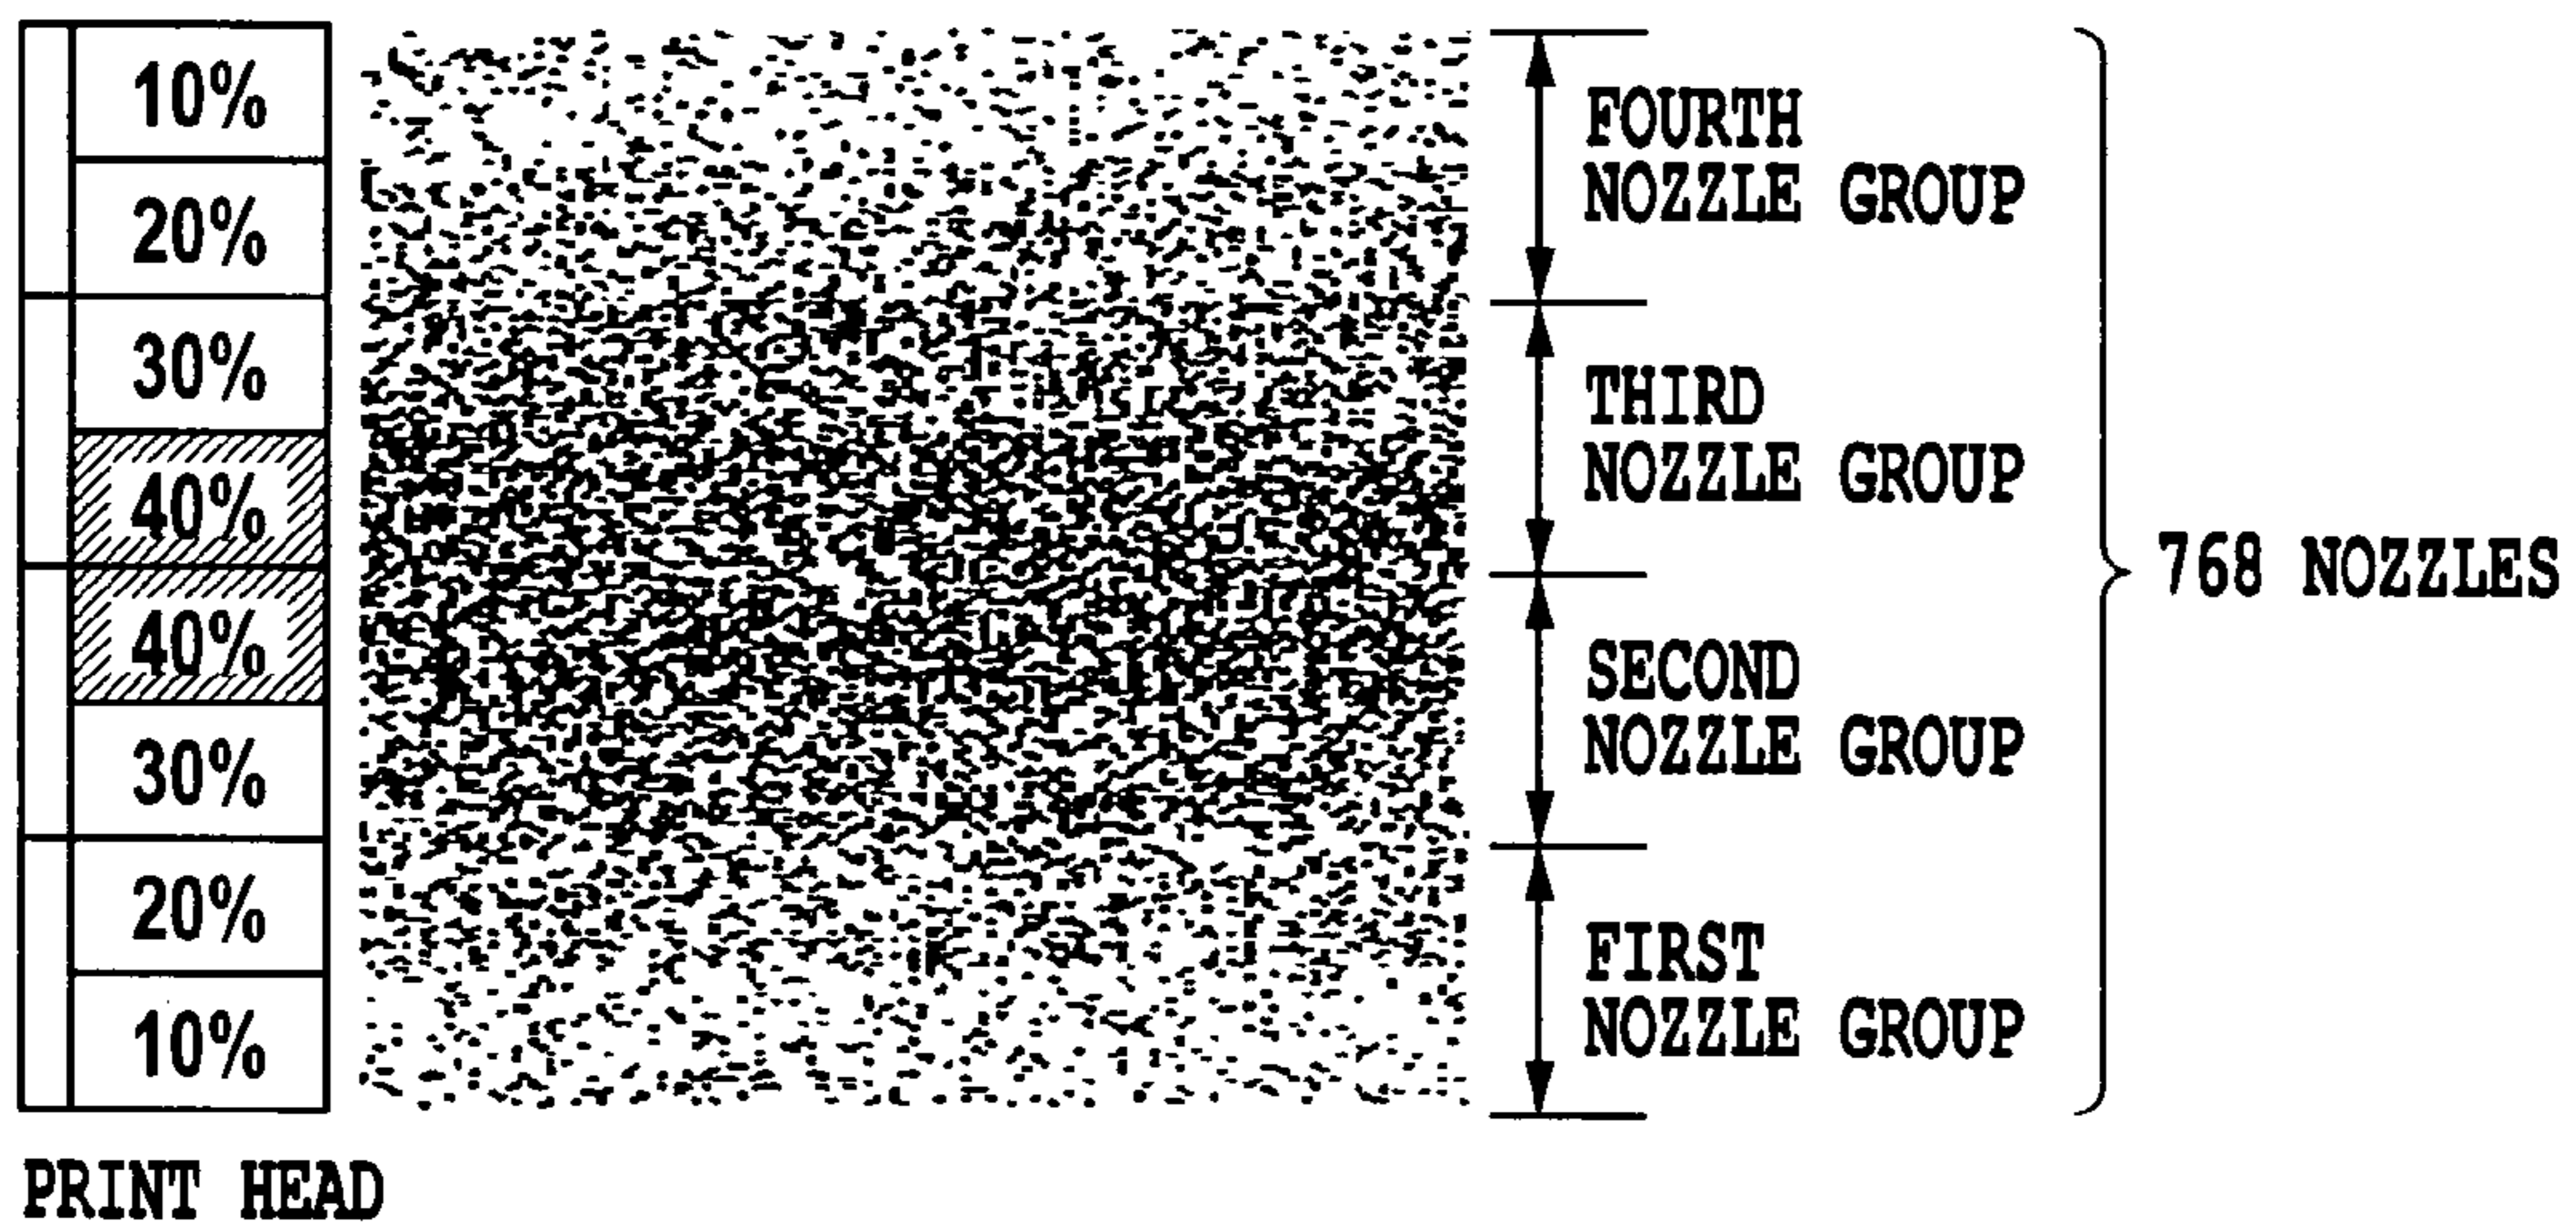 10%
20%
30%
40%
40%
30%
20%
10%
PRINT HEAD
FOURTH
NOZZLE GROUP
THIRD
NOZZLE GROUP
SECOND
NOZZLE GROUP
FIRST
NOZZLE GROUP
768 NOZZLES